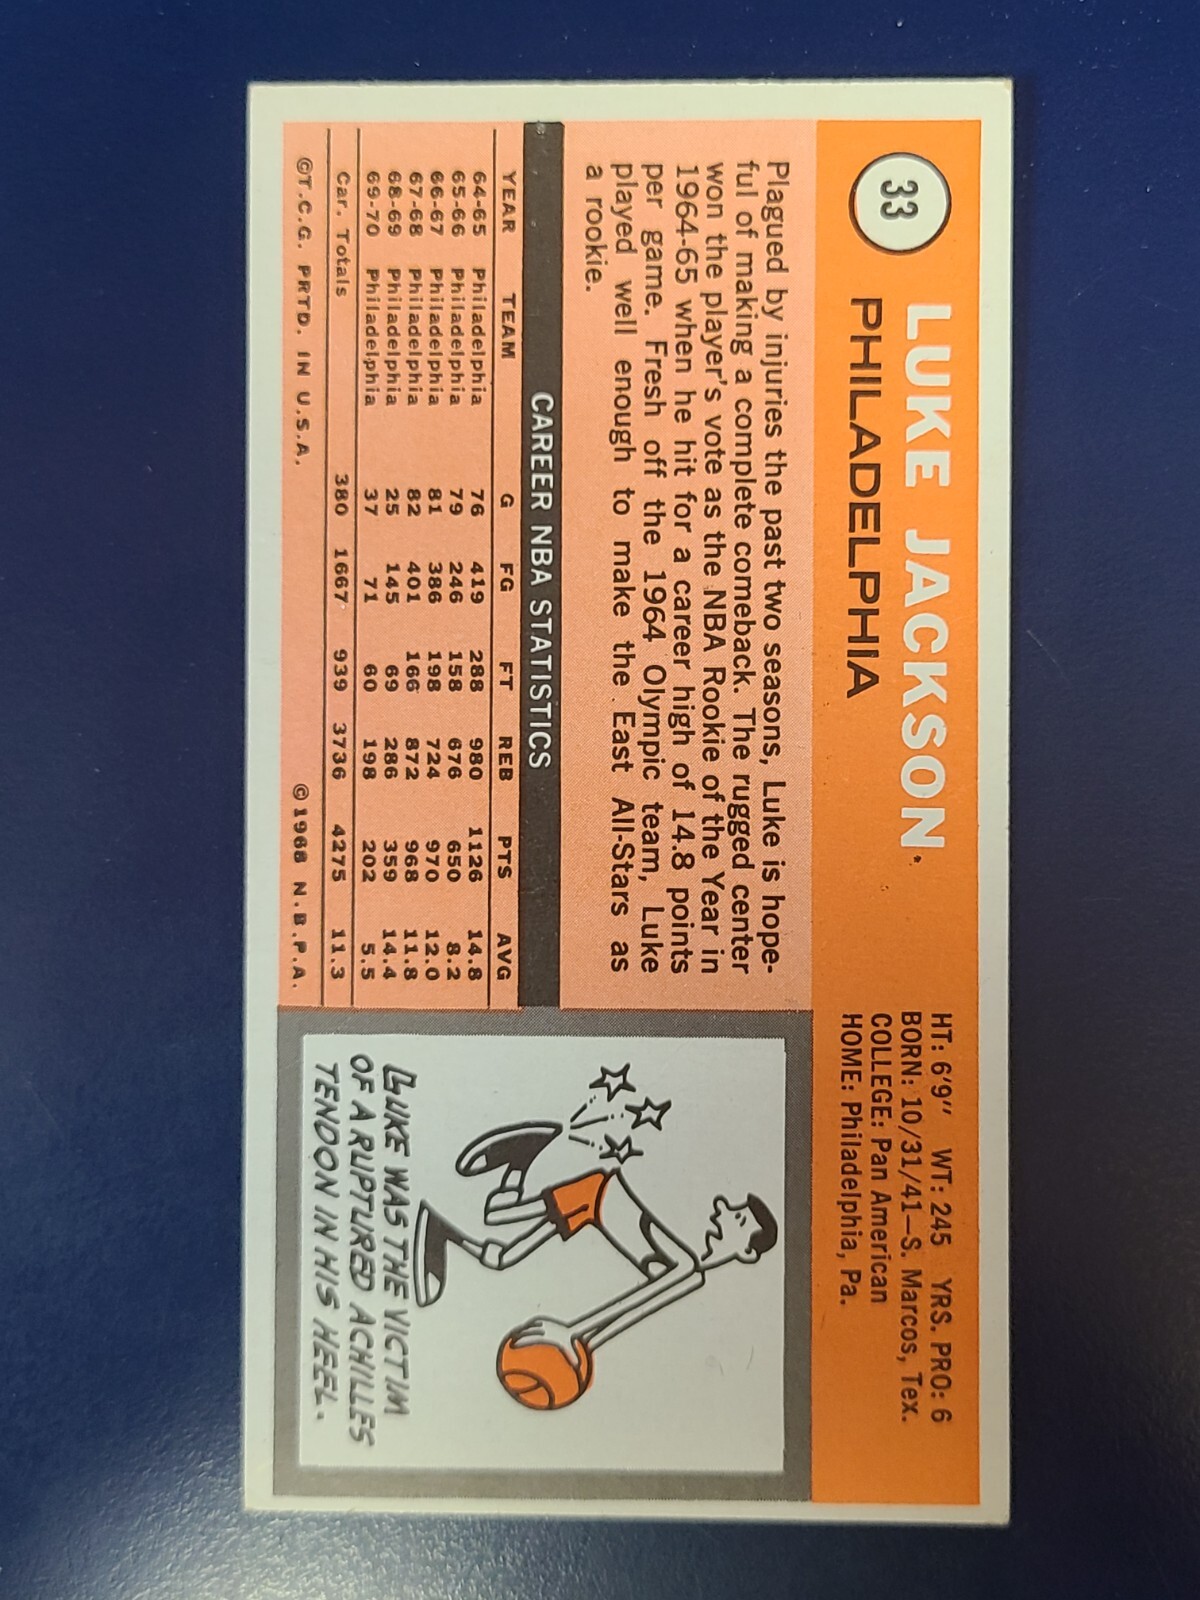 33
LUKE JACKSON
PHILADELPHIA
HT: 6'9" WT: 245 YRS. PRO: 6
BORN: 10/31/41—S. Marcos, Tex.
COLLEGE: Pan American
HOME: Philadelphia, Pa.
Plagued by injuries the past two seasons, Luke is hope-
ful of making a complete comeback. The rugged center
won the player's vote as the NBA Rookie of the Year in
1964-65 when he hit for a career high of 14.8 points
per game. Fresh off the 1964 Olympic team, Luke
played well enough to make the East All-Stars as
a rookie.
CAREER NBA STATISTICS
YEAR TEAM G FG FT REB PTS AVG
64-65 Philadelphia 76 419 288 980 1126 14.8
65-66 Philadelphia 79 246 158 676 650 8.2
66-67 Philadelphia 81 386 198 724 970 12.0
67-68 Philadelphia 82 401 166 872 968 11.8
68-69 Philadelphia 25 145 69 286 359 14.4
69-70 Philadelphia 37 71 60 198 202 5.5
Car. Totals 380 1667 939 3736 4275 11.3
©T.C.G. PRTD. IN U.S.A. ©1968 N.B.P.A.
LUKE WAS THE VICTIM
OF A RUPTURED ACHILLES
TENDON IN HIS HEEL.